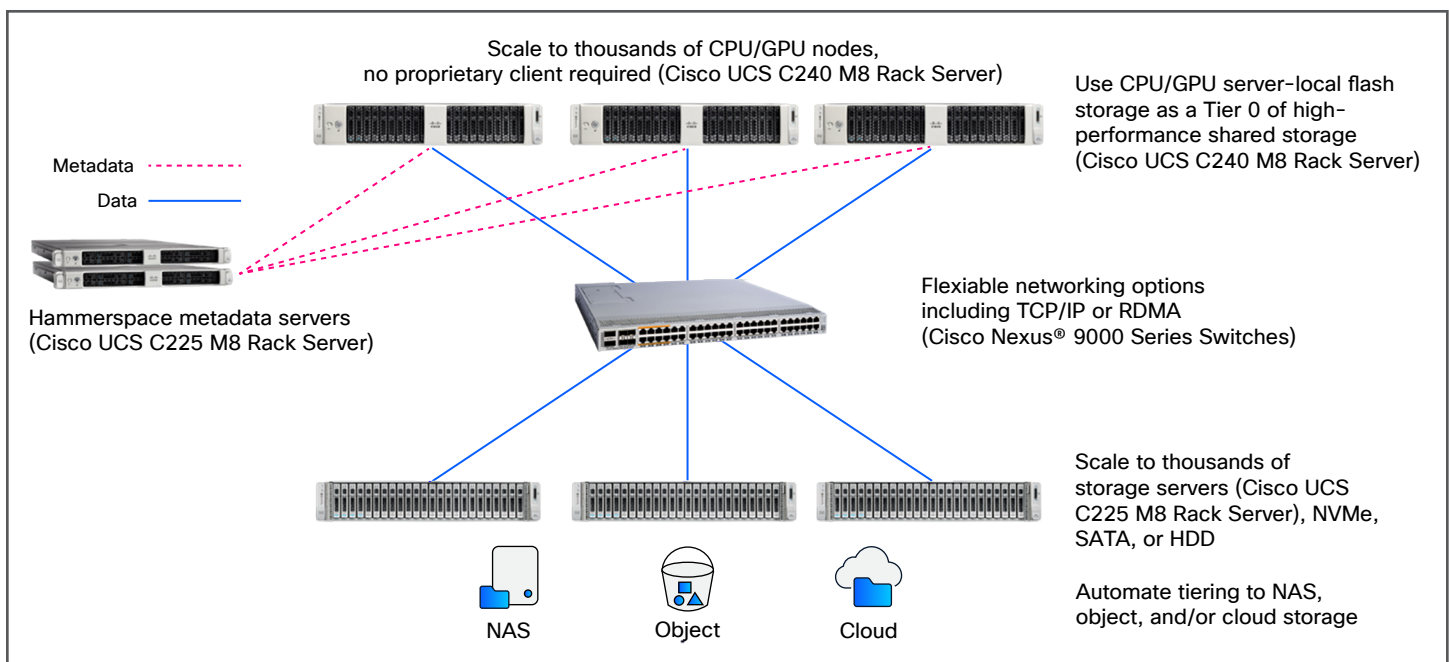 Scale to thousands of CPU/GPU nodes,
no proprietary client required (Cisco UCS C240 M8 Rack Server)
Use CPU/GPU server-local flash
storage as a Tier 0 of high-
performance shared storage
(Cisco UCS C240 M8 Rack Server)
Metadata
Data
Hammerspace metadata servers
(Cisco UCS C225 M8 Rack Server)
Flexiable networking options
including TCP/IP or RDMA
(Cisco Nexus® 9000 Series Switches)
Scale to thousands of
storage servers (Cisco UCS
C225 M8 Rack Server), NVMe,
SATA, or HDD
Automate tiering to NAS,
object, and/or cloud storage
NAS
Object
Cloud